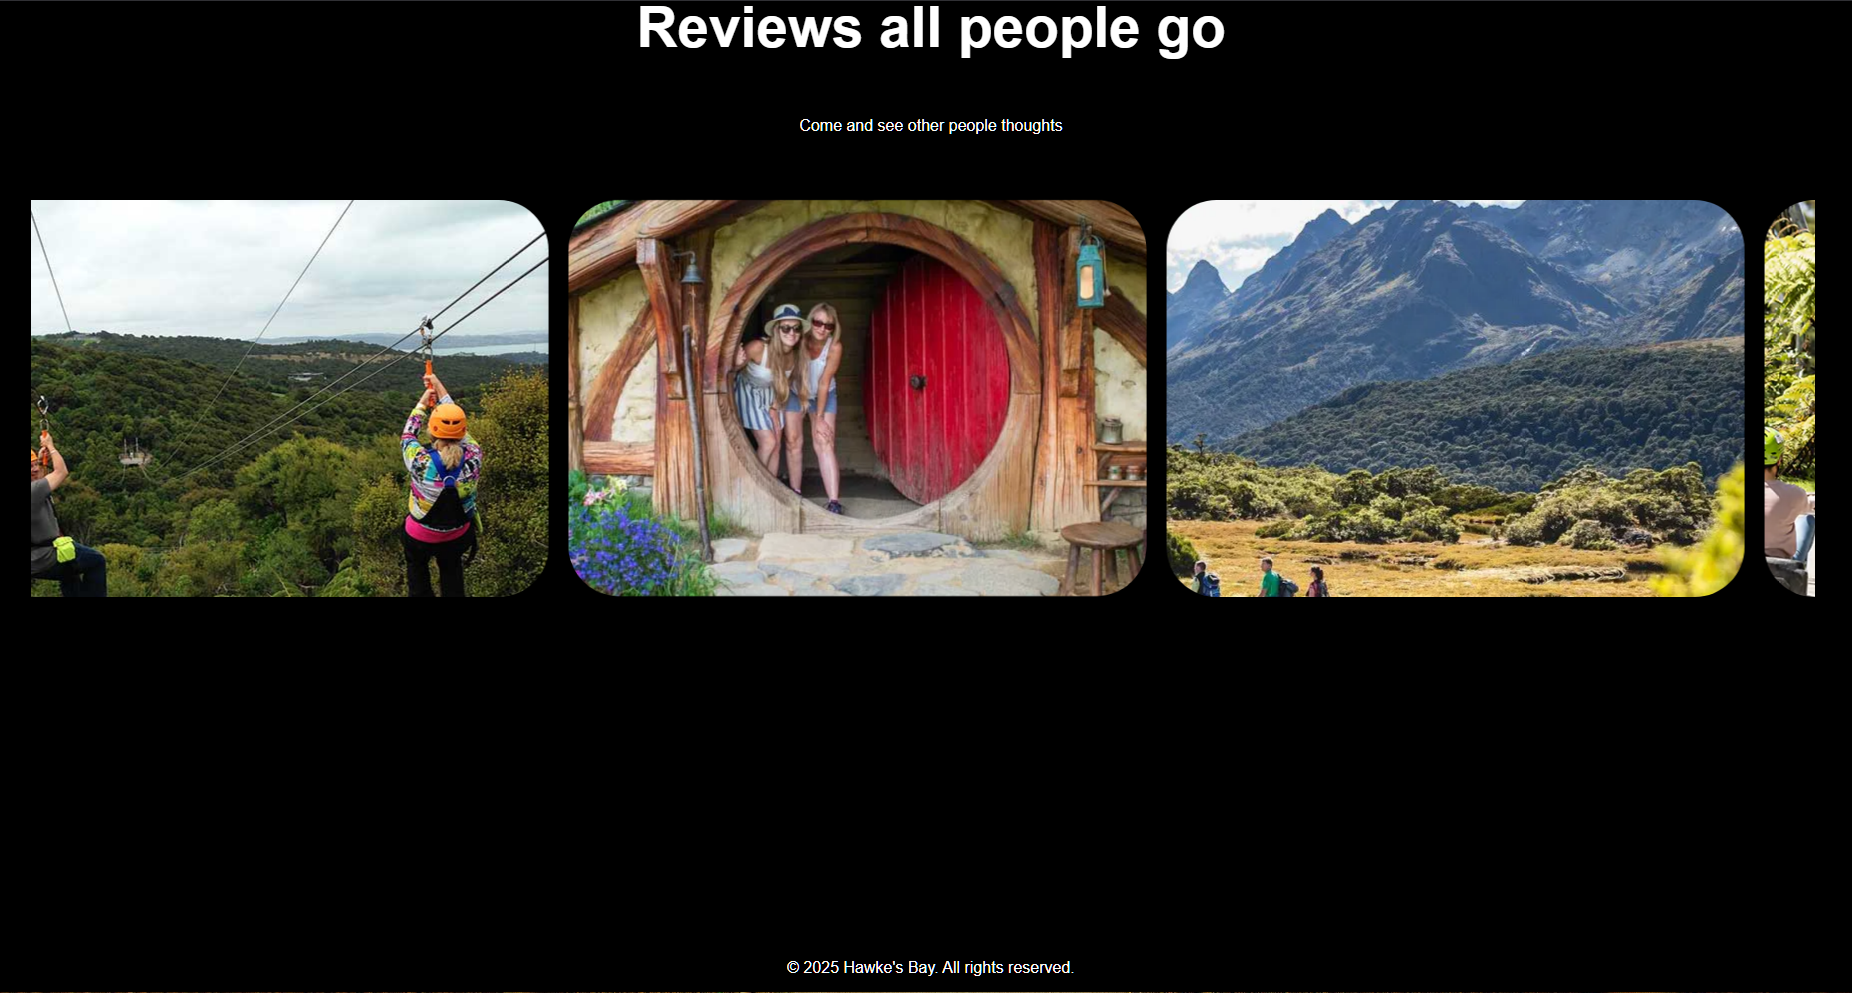 Reviews all people go
Come and see other people thoughts
© 2025 Hawke's Bay. All rights reserved.